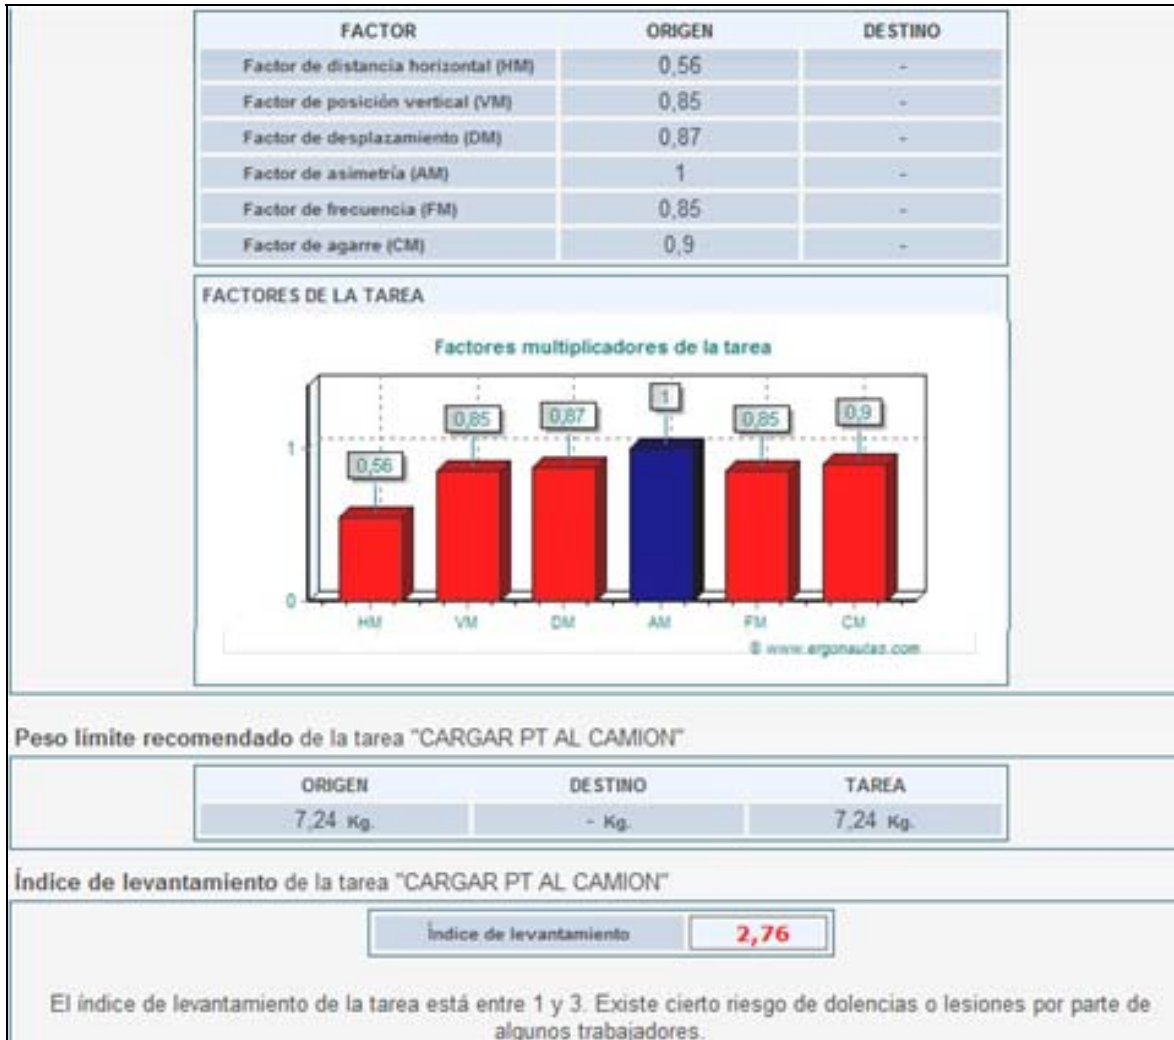 FACTOR ORIGEN DESTINO
Factor de distancia horizontal (HM) 0,56 -
Factor de posición vertical (VM) 0,85 -
Factor de desplazamiento (DM) 0,87 -
Factor de asimetría (AM) 1 -
Factor de frecuencia (FM) 0,85 -
Factor de agarre (CM) 0,9 -
FACTORES DE LA TAREA
Factores multiplicadores de la tarea
0,56 0,85 0,87 1 0,85 0,9
1
0
HM VM DM AM FM CM
© www.ergonautas.com
Peso límite recomendado de la tarea "CARGAR PT AL CAMION"
ORIGEN DESTINO TAREA
7,24 Kg. - Kg. 7,24 Kg.
Índice de levantamiento de la tarea "CARGAR PT AL CAMION"
Índice de levantamiento 2,76
El índice de levantamiento de la tarea está entre 1 y 3. Existe cierto riesgo de dolencias o lesiones por parte de
algunos trabajadores.